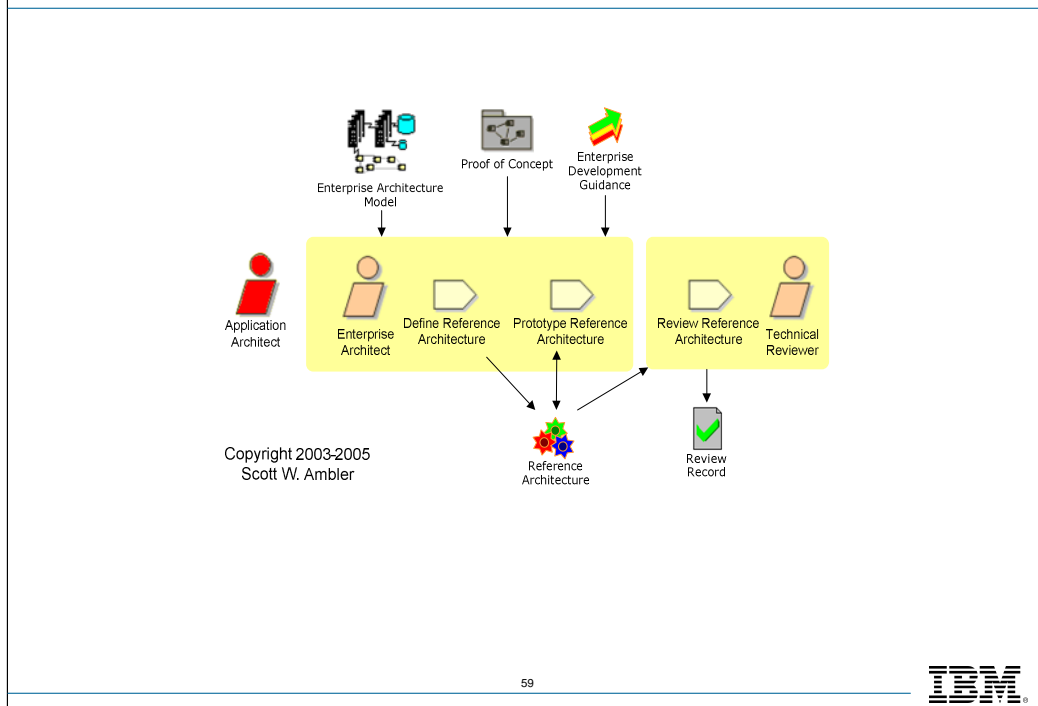 Enterprise Architecture
Model
Proof of Concept
Enterprise
Development
Guidance
Application
Architect
Enterprise
Architect
Define Reference
Architecture
Prototype Reference
Architecture
Review Reference
Architecture
Technical
Reviewer
Copyright 2003-2005
Scott W. Ambler
Reference
Architecture
Review
Record
59
IBM®